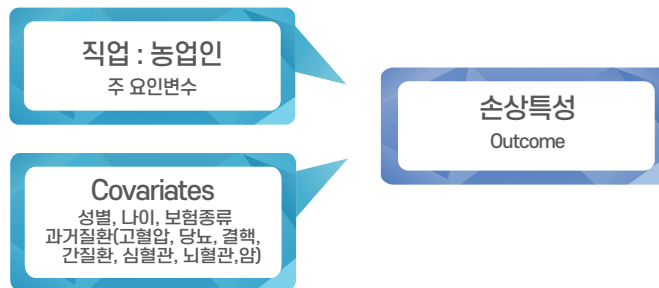 직업 : 농업인
주 요인변수
손상특성
Outcome
Covariates
성별, 나이, 보험종류
과거질환(고혈압, 당뇨, 결핵,
간질환, 심혈관, 뇌혈관,암)